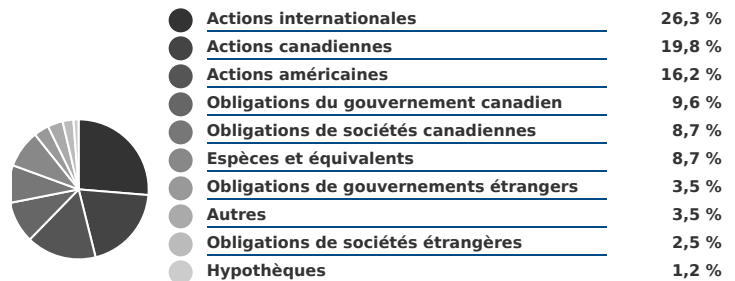 Actions internationales 26,3 %
Actions canadiennes 19,8 %
Actions américaines 16,2 %
Obligations du gouvernement canadien 9,6 %
Obligations de sociétés canadiennes 8,7 %
Espèces et équivalents 8,7 %
Obligations de gouvernements étrangers 3,5 %
Autres 3,5 %
Obligations de sociétés étrangères 2,5 %
Hypothèques 1,2 %